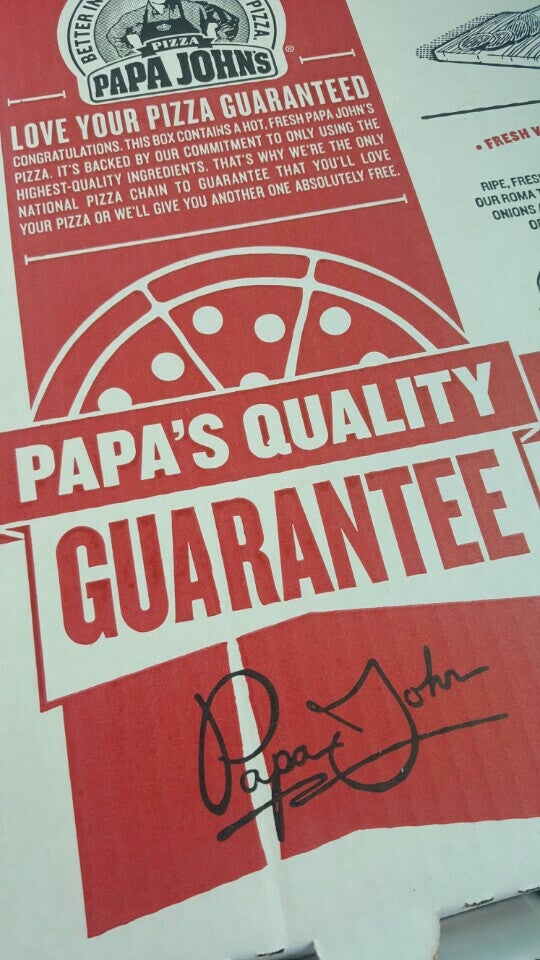 BETTER IN
PIZZA.
PIZZA
PAPA JOHN'S
®
LOVE YOUR PIZZA GUARANTEED
CONGRATULATIONS. THIS BOX CONTAINS A HOT, FRESH PAPA JOHN'S
PIZZA. IT'S BACKED BY OUR COMMITMENT TO ONLY USING THE
HIGHEST-QUALITY INGREDIENTS. THAT'S WHY WE'RE THE ONLY
NATIONAL PIZZA CHAIN TO GUARANTEE THAT YOU'LL LOVE
YOUR PIZZA OR WE'LL GIVE YOU ANOTHER ONE ABSOLUTELY FREE.
PAPA'S QUALITY
GUARANTEE
Papa John
• FRESH
RIPE, FRES
OUR ROMA
ONIONS